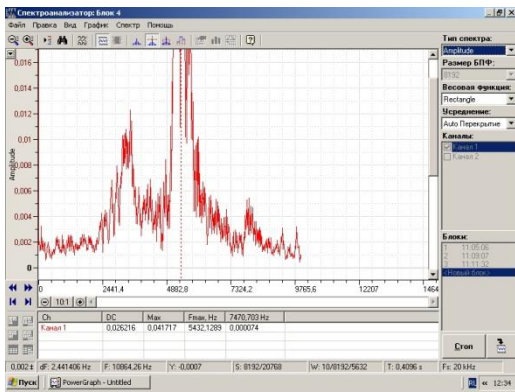 Спектроанализатор: Блок 4
Файл Правка Вид График Спектр Помощь
Тип спектра:
Amplitude
Размер БПФ:
8192
Весовая функция:
Rectangle
Усреднение:
Auto Перекрытие
Каналы:
Канал 1
Канал 2
Блоки:
1 11:05:06
2 11:09:07
3 11:11:32
<Новый блок>
Стоп
0,016
0,014
0,012
0,01
0,008
0,006
0,004
0,002
0
Amplitude
0 2441,4 4882,8 7324,2 9765,6 12207 1464
10:1
Ch DC Max Fmax, Hz 7470,703 Hz
Канал 1 0,026216 0,041717 5432,1289 0,000074
0,002 ± dF: 2,441406 Hz F: 10864,26 Hz Y: -0,0007 S: 8192/20768 W: 10/8192/5632 T: 0,4096 s Fs: 20 kHz
Пуск PowerGraph - Untitled RL 12:34